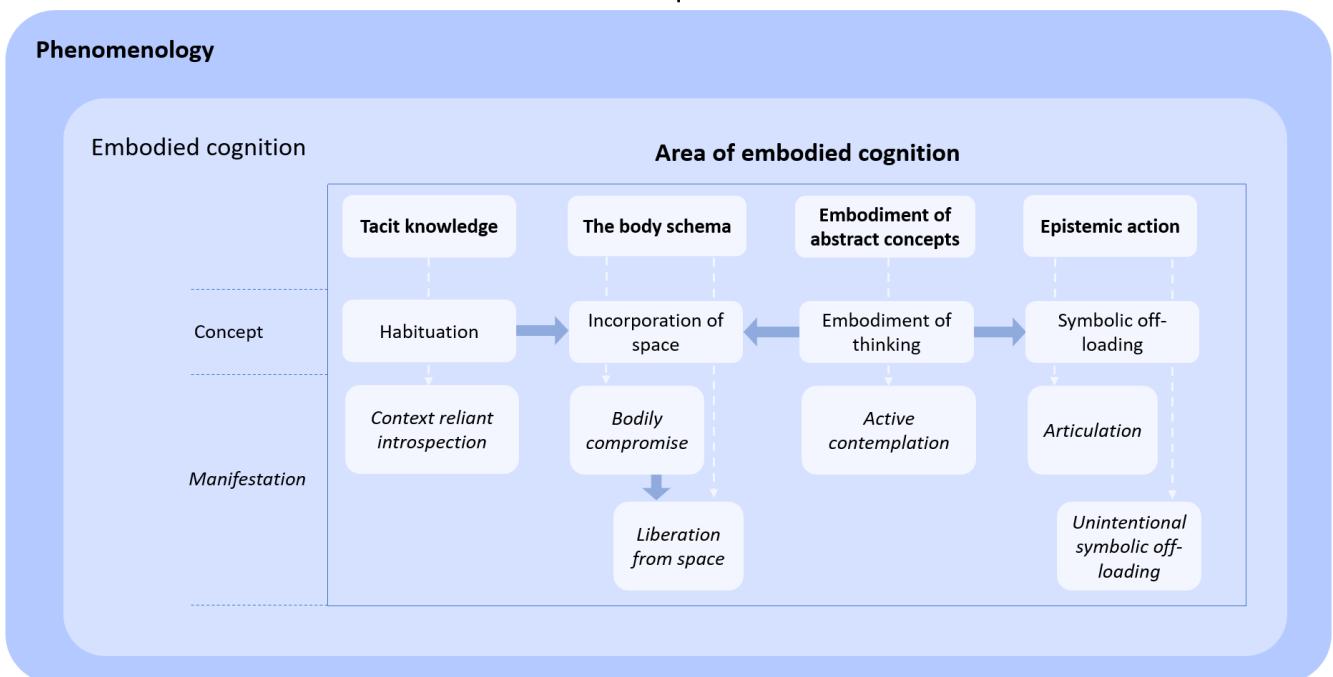 Phenomenology
Embodied cognition
Area of embodied cognition
Tacit knowledge
The body schema
Embodiment of
abstract concepts
Epistemic action
Concept
Habituation
Incorporation of
space
Embodiment of
thinking
Symbolic off-
loading
Manifestation
Context reliant
introspection
Bodily
compromise
Active
contemplation
Articulation
Liberation
from space
Unintentional
symbolic off-
loading